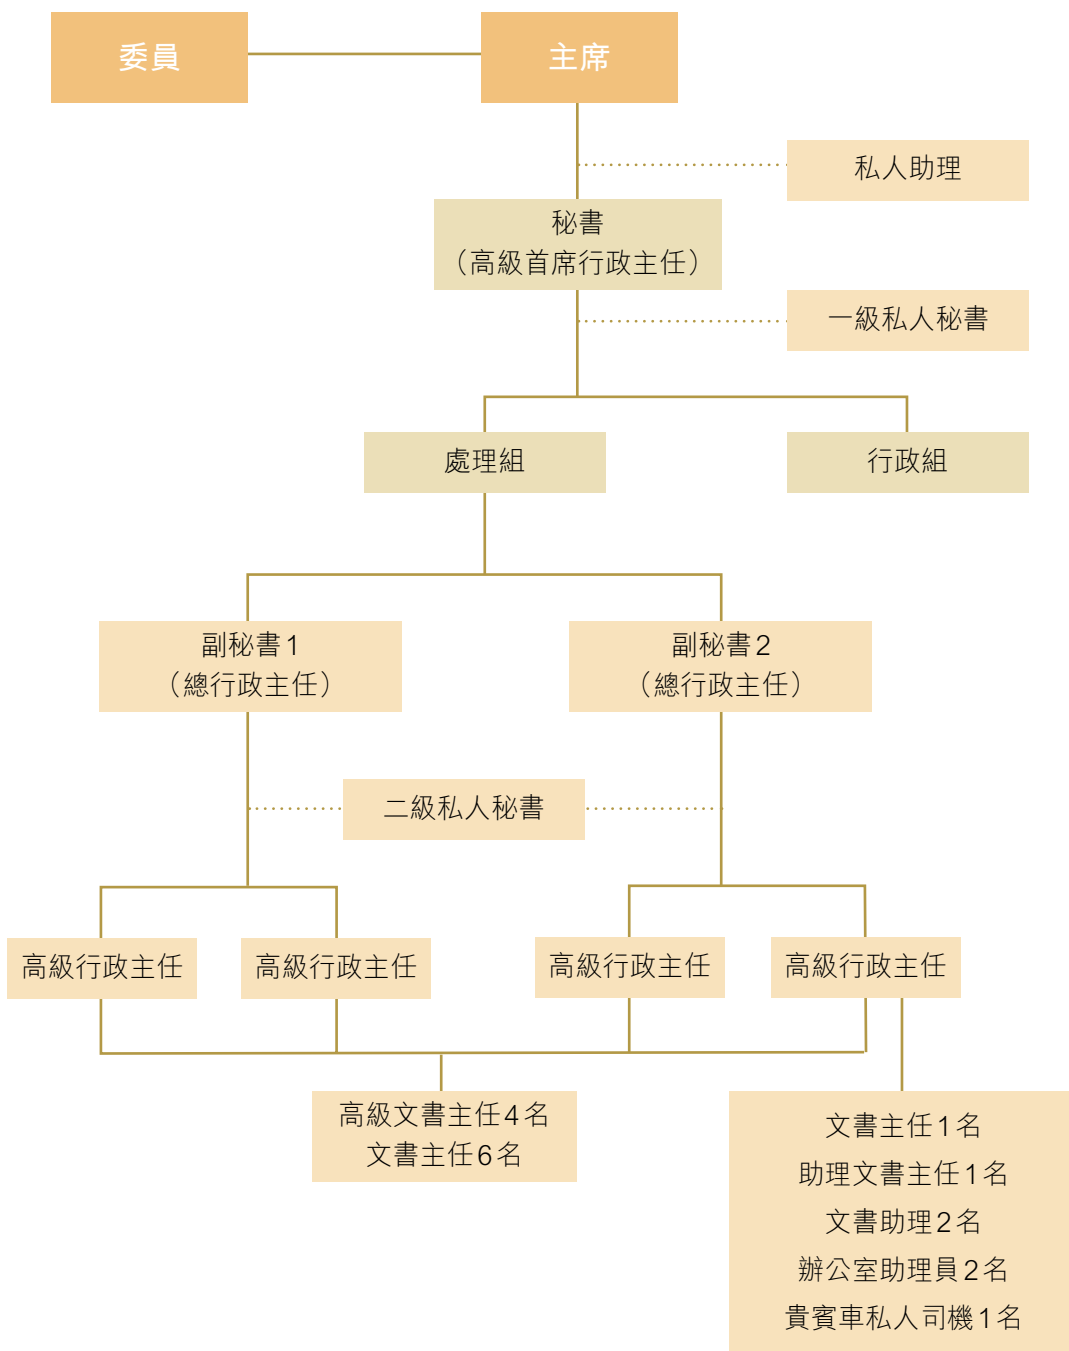 委員
主席
私人助理
秘書
（高級首席行政主任）
一級私人秘書
處理組
行政組
副秘書1
（總行政主任）
副秘書2
（總行政主任）
二級私人秘書
高級行政主任
高級行政主任
高級行政主任
高級行政主任
高級文書主任4名
文書主任6名
文書主任1名
助理文書主任1名
文書助理2名
辦公室助理員2名
貴賓車私人司機1名